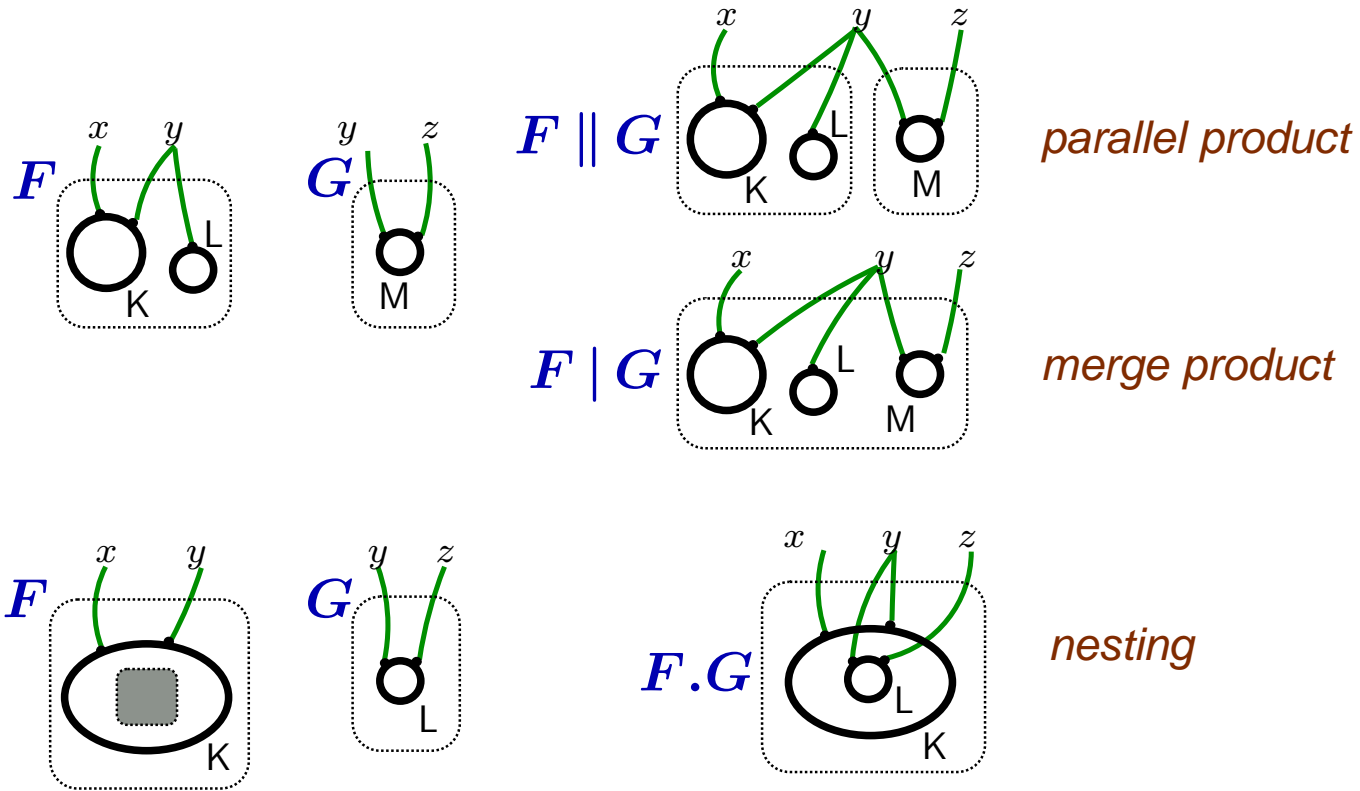 x y
F
L
K
y z
G
M
x y z
F ∥ G
L
K
M
parallel product
x y z
F | G
L
K
M
merge product
x y
F
K
y z
G
L
x y z
F.G
L
K
nesting